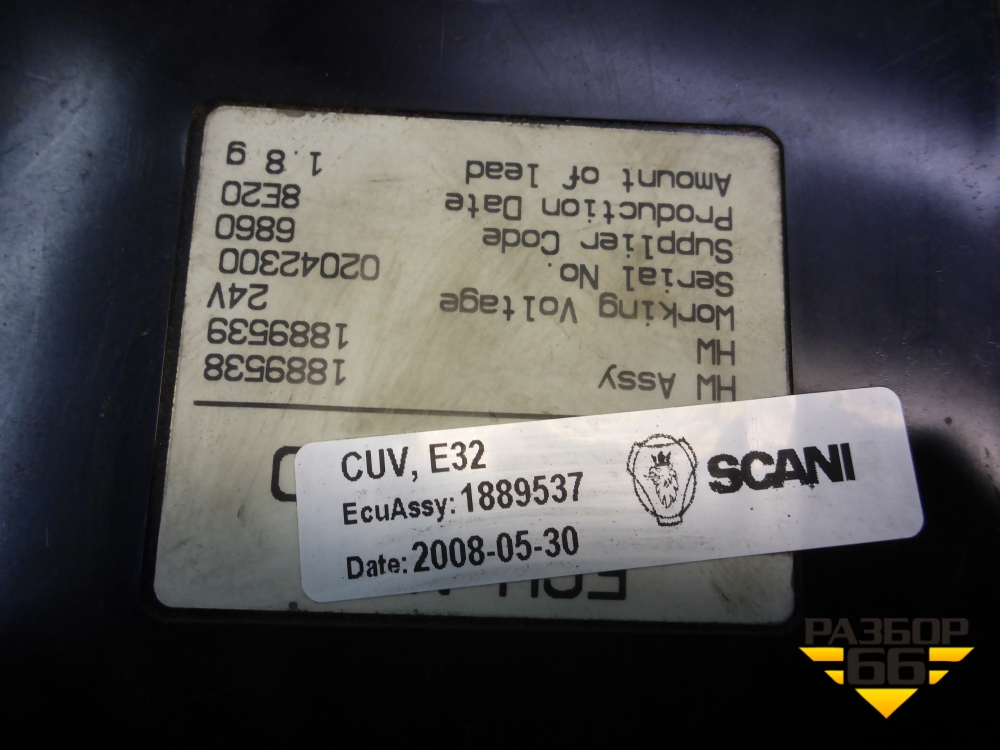 CUV, E32
EcuAssy: 1889537
Date: 2008-05-30
SCANI
HW Assy 1889538
HW 1889539
Working Voltage 24V
Serial No. 02042300
Supplier Code 6860
Production Date 8E20
Amount of lead 1.8 g
РАЗБОР
66